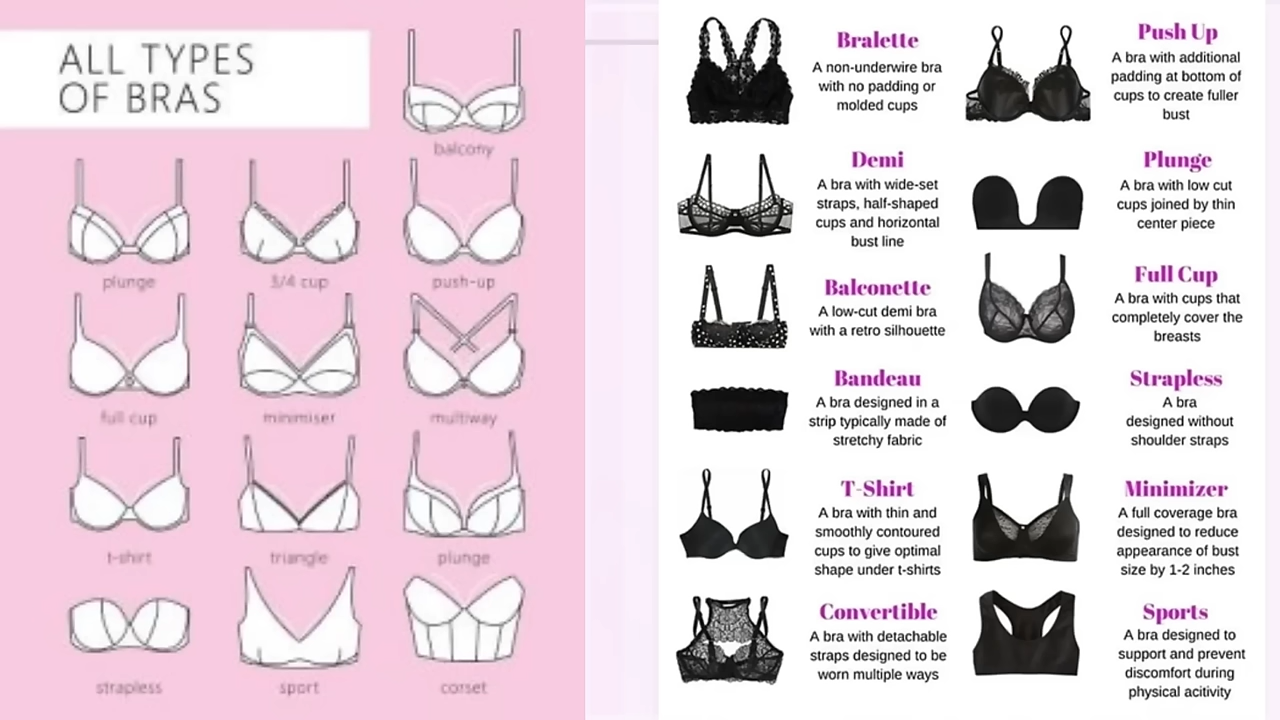 ALL TYPES
OF BRAS
balcony
plunge
3/4 cup
push-up
full cup
minimiser
multiway
t-shirt
triangle
plunge
strapless
sport
corset
Bralette
A non-underwire bra
with no padding or
molded cups
Push Up
A bra with additional
padding at bottom of
cups to create fuller
bust
Demi
A bra with wide-set
straps, half-shaped
cups and horizontal
bust line
Plunge
A bra with low cut
cups joined by thin
center piece
Balconette
A low-cut demi bra
with a retro silhouette
Full Cup
A bra with cups that
completely cover the
breasts
Bandeau
A bra designed in a
strip typically made of
stretchy fabric
Strapless
A bra
designed without
shoulder straps
T-Shirt
A bra with thin and
smoothly contoured
cups to give optimal
shape under t-shirts
Minimizer
A full coverage bra
designed to reduce
appearance of bust
size by 1-2 inches
Convertible
A bra with detachable
straps designed to be
worn multiple ways
Sports
A bra designed to
support and prevent
discomfort during
physical acitivity